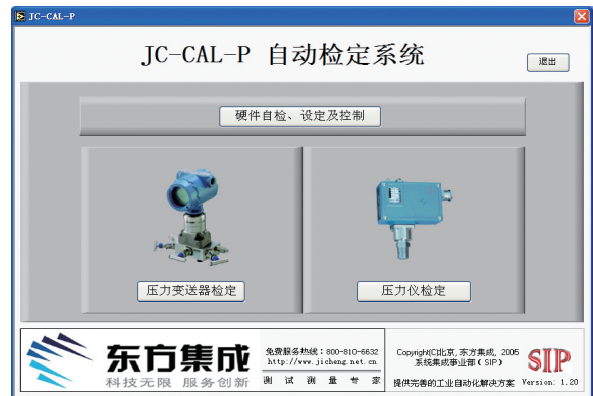 JC-CAL-P
JC-CAL-P 自动检定系统
退出
硬件自检、设定及控制
压力变送器检定
压力仪检定
东方集成
科技无限 服务创新
免费服务热线：800-810-6632
http://www.jicheng.net.cn
测 试 测 量 专 家
Copyright(C)北京, 东方集成, 2005
系统集成事业部 ( SIP )
提供完善的工业自动化解决方案
SIP
Version: 1.20